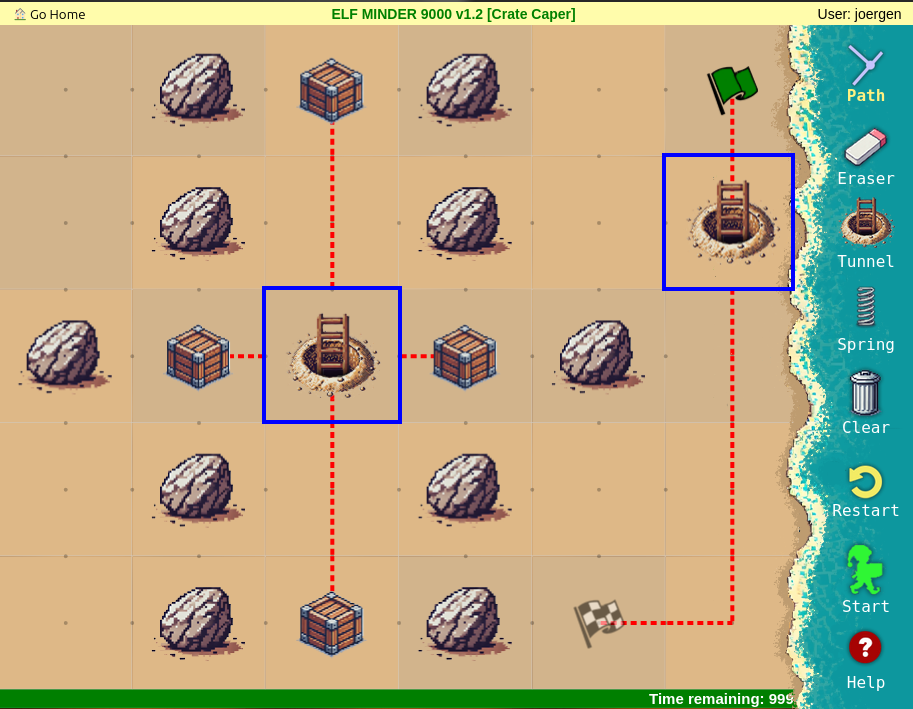 Go Home
ELF MINDER 9000 v1.2 [Crate Caper]
User: joergen
Path
Eraser
Tunnel
Spring
Clear
Restart
Start
?
Help
Time remaining: 999